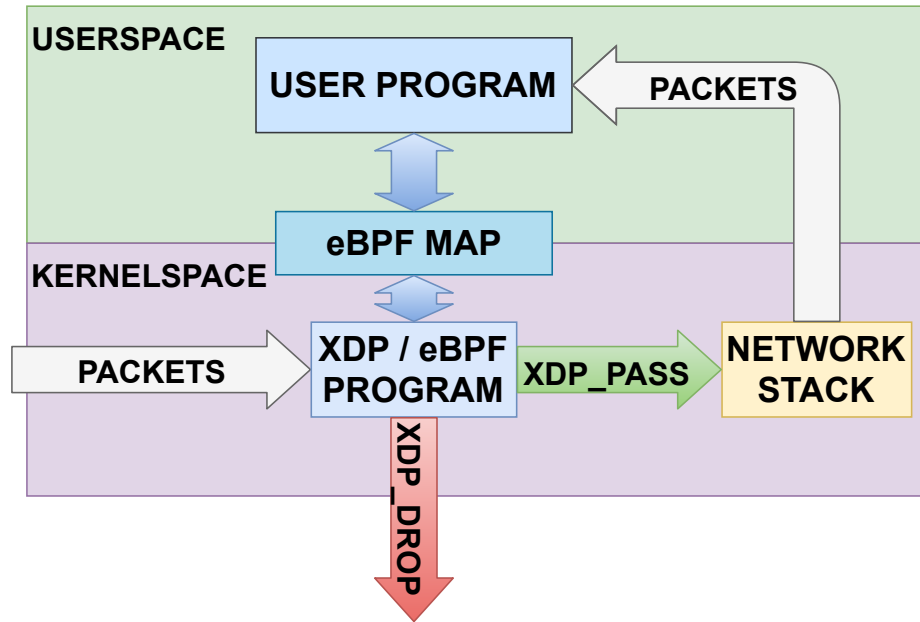 USERSPACE
USER PROGRAM
PACKETS
eBPF MAP
KERNELSPACE
PACKETS
XDP / eBPF
PROGRAM
XDP_PASS
NETWORK
STACK
XDP_DROP